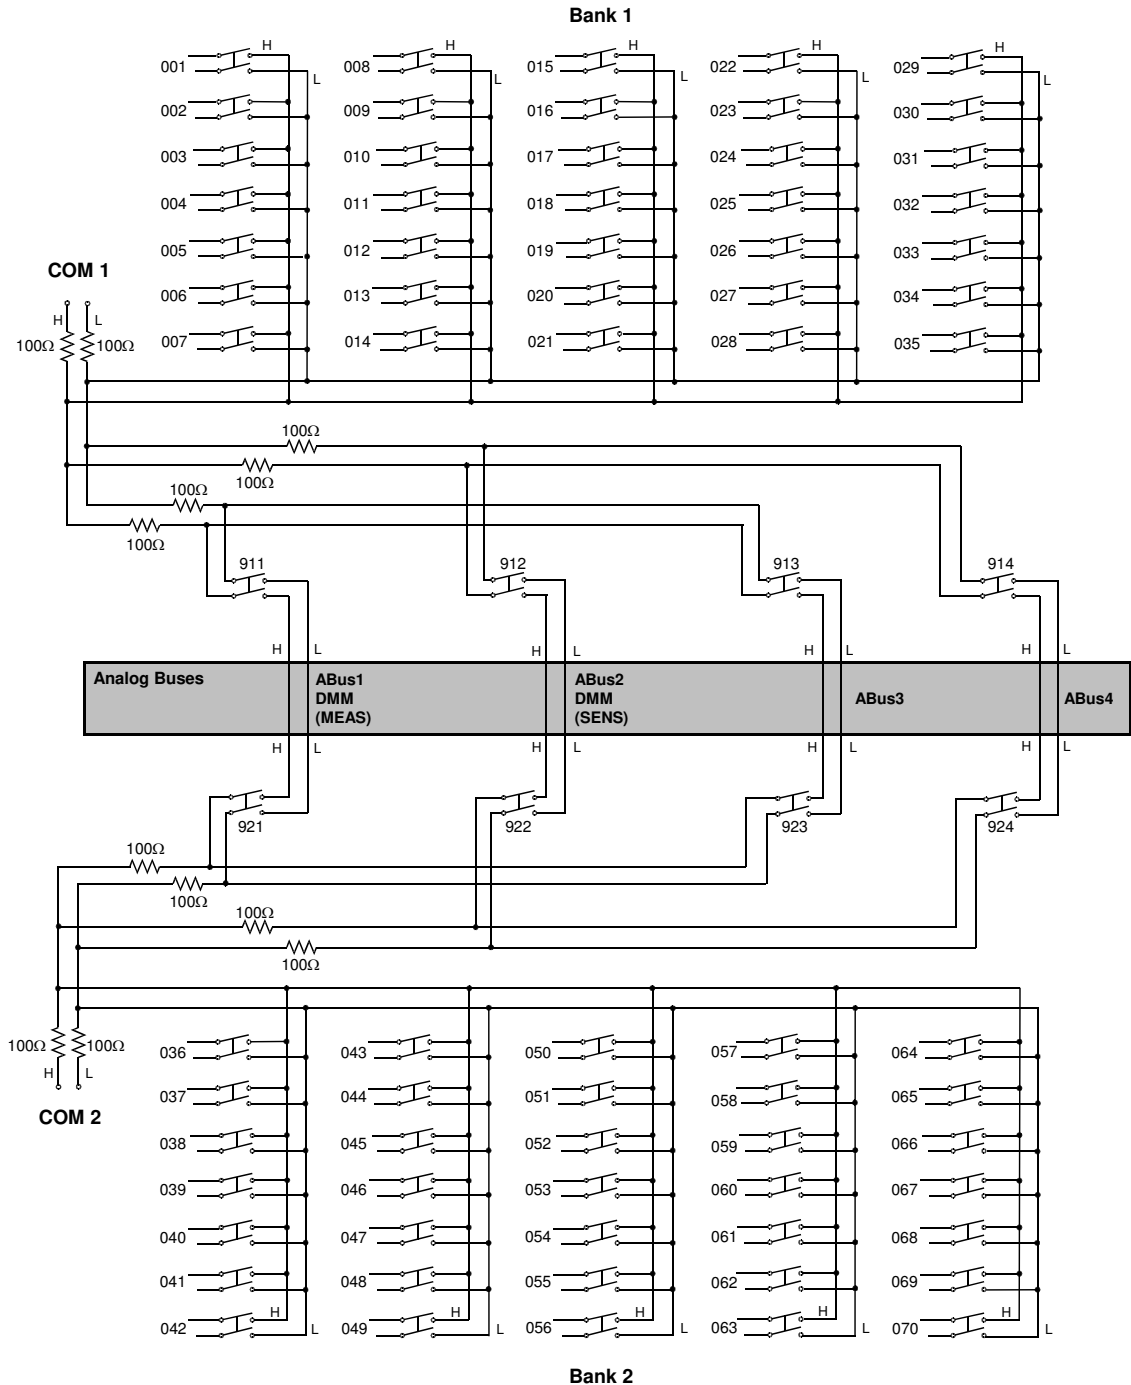 Bank 1
H H H H H
001 008 015 022 029
L L L L L
002 009 016 023 030
003 010 017 024 031
004 011 018 025 032
005 012 019 026 033
COM 1
006 013 020 027 034
H L
100Ω 100Ω
007 014 021 028 035
100Ω
100Ω
100Ω
100Ω
911 912 913 914
H L H L H L H L
Analog Buses
ABus1
DMM
(MEAS)
ABus2
DMM
(SENS)
ABus3
ABus4
H L H L H L H L
921 922 923 924
100Ω
100Ω
100Ω
100Ω
100Ω 100Ω
H L
COM 2
036 043 050 057 064
037 044 051 058 065
038 045 052 059 066
039 046 053 060 067
040 047 054 061 068
041 048 055 062 069
H H H H H
042 049 056 063 070
L L L L L
Bank 2